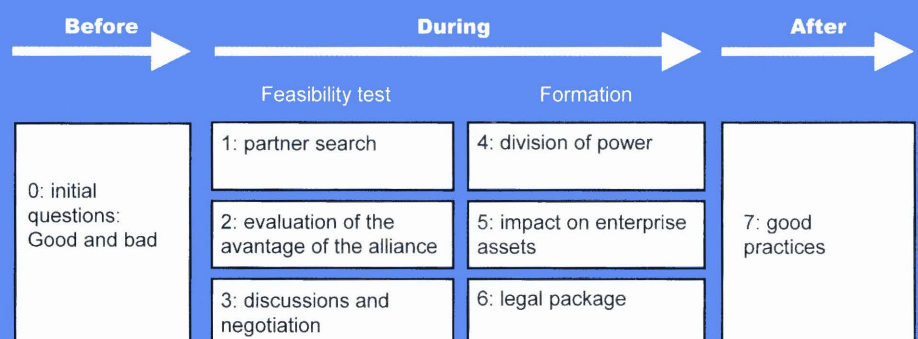 Before
During
After
Feasibility test
Formation
0: initial
questions:
Good and bad
1: partner search
2: evaluation of the
avantage of the alliance
3: discussions and
negotiation
4: division of power
5: impact on enterprise
assets
6: legal package
7: good
practices